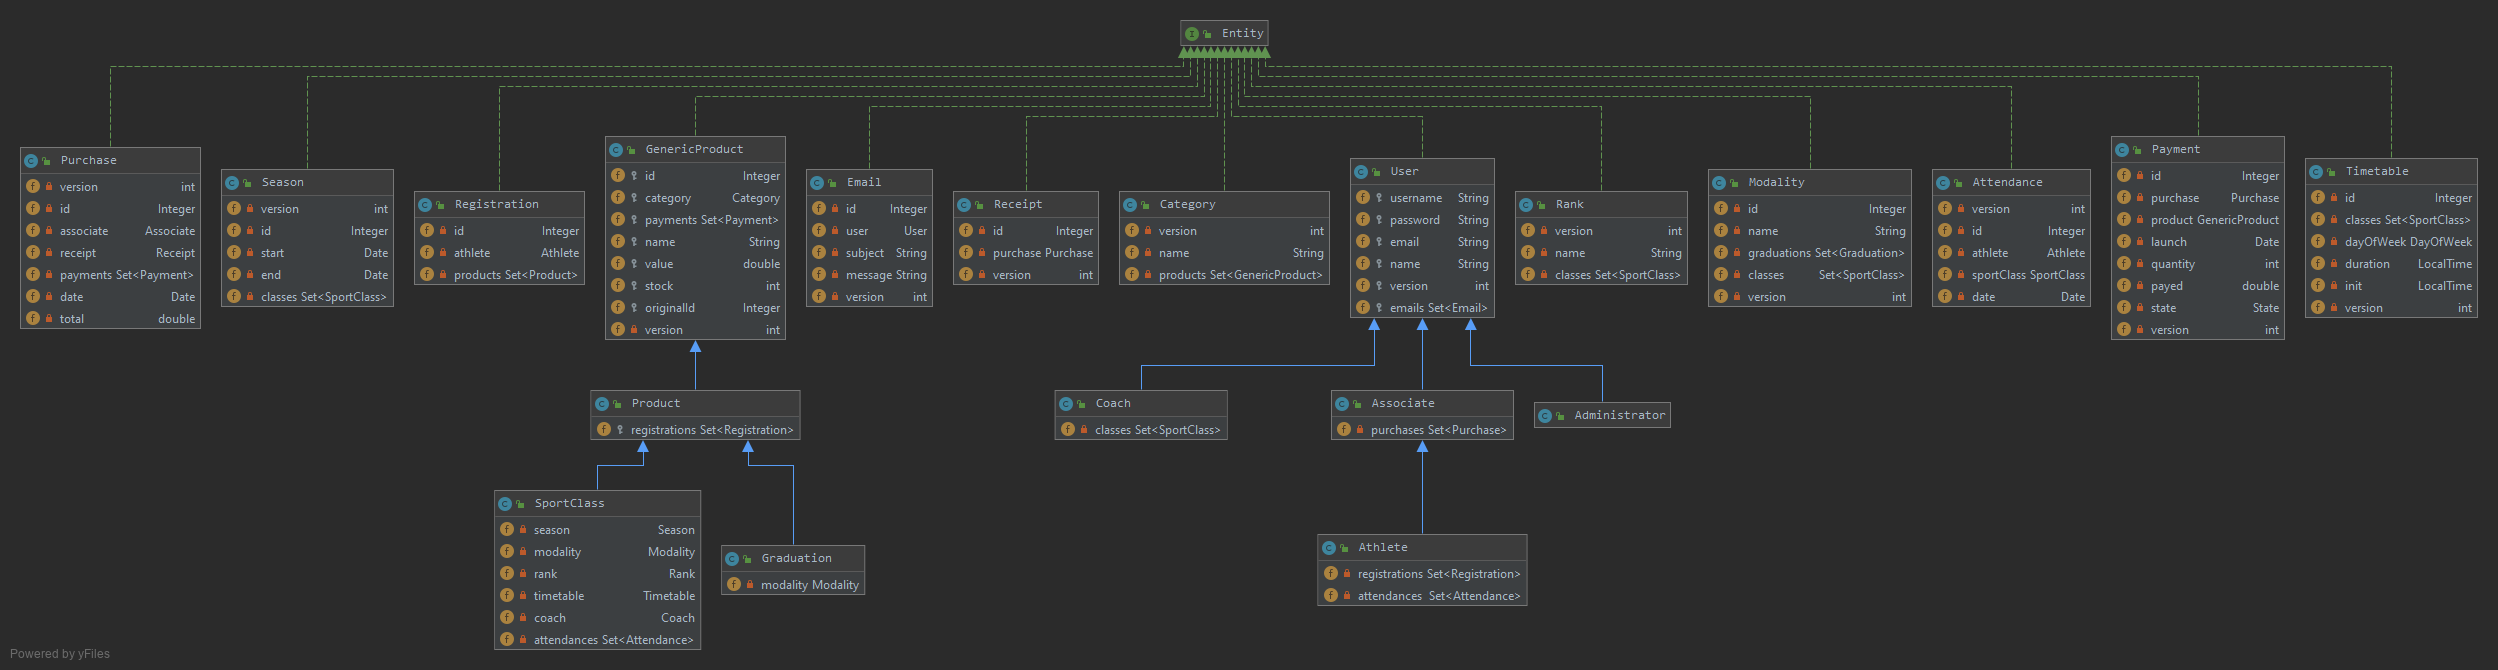 Entity
Purchase
version int
id Integer
associate Associate
receipt Receipt
payments Set<Payment>
date Date
total double
Season
version int
id Integer
start Date
end Date
classes Set<SportClass>
Registration
id Integer
athlete Athlete
products Set<Product>
GenericProduct
id Integer
category Category
payments Set<Payment>
name String
value double
stock int
originalId Integer
version int
Email
id Integer
user User
subject String
message String
version int
Receipt
id Integer
purchase Purchase
version int
Category
version int
name String
products Set<GenericProduct>
User
username String
password String
email String
name String
version int
emails Set<Email>
Rank
version int
name String
classes Set<SportClass>
Modality
id Integer
name String
graduations Set<Graduation>
classes Set<SportClass>
version int
Attendance
version int
id Integer
athlete Athlete
sportClass SportClass
date Date
Payment
id Integer
purchase Purchase
product GenericProduct
launch Date
quantity int
payed double
state State
version int
Timetable
id Integer
classes Set<SportClass>
dayOfWeek DayOfWeek
duration LocalTime
init LocalTime
version int
Product
registrations Set<Registration>
Coach
classes Set<SportClass>
Associate
purchases Set<Purchase>
Administrator
SportClass
season Season
modality Modality
rank Rank
timetable Timetable
coach Coach
attendances Set<Attendance>
Graduation
modality Modality
Athlete
registrations Set<Registration>
attendances Set<Attendance>
Powered by yFiles